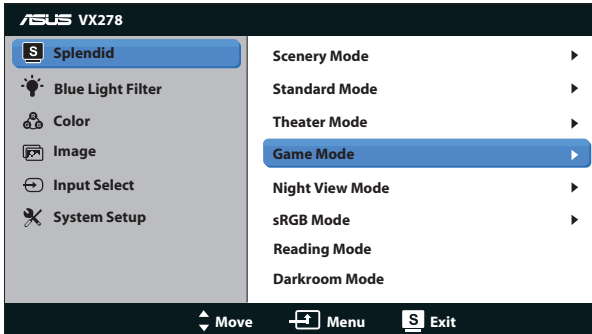 ASUS VX278
S Splendid
Blue Light Filter
Color
Image
Input Select
System Setup
Scenery Mode
Standard Mode
Theater Mode
Game Mode
Night View Mode
sRGB Mode
Reading Mode
Darkroom Mode
Move Menu S Exit